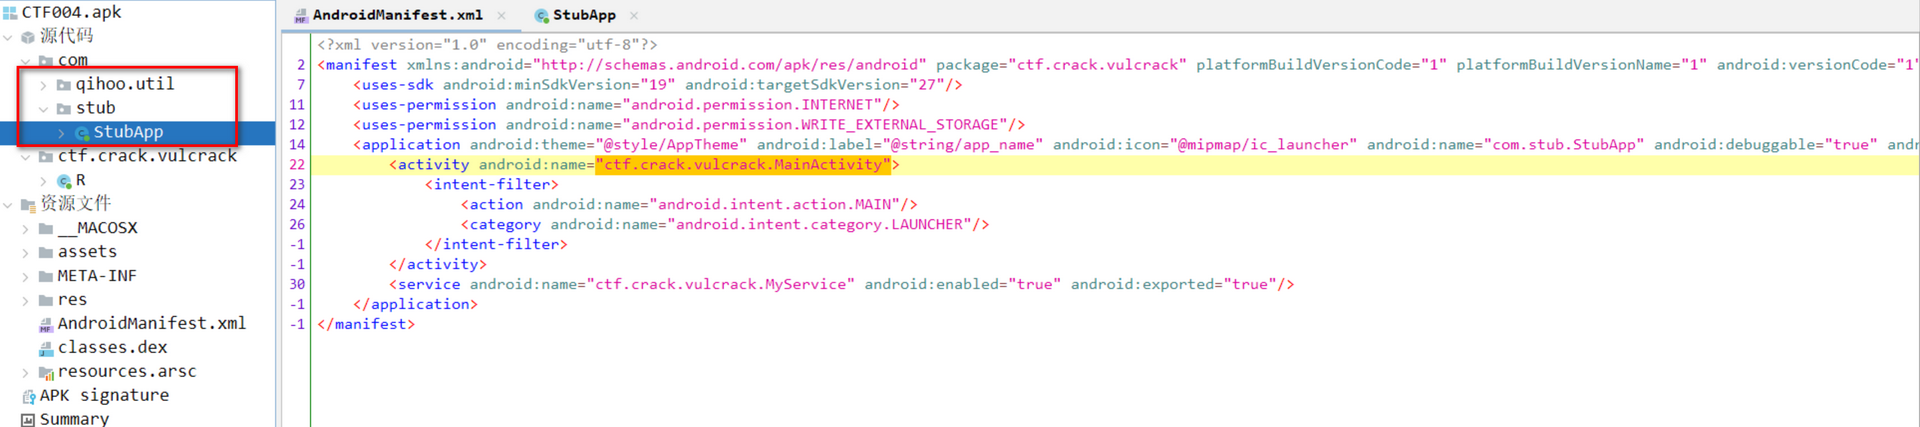 CTF004.apk
源代码
com
qihoo.util
stub
StubApp
ctf.crack.vulcrack
R
资源文件
__MACOSX
assets
META-INF
res
AndroidManifest.xml
classes.dex
resources.arsc
APK signature
Summary
AndroidManifest.xml × StubApp ×
<?xml version="1.0" encoding="utf-8"?>
2 <manifest xmlns:android="http://schemas.android.com/apk/res/android" package="ctf.crack.vulcrack" platformBuildVersionCode="1" platformBuildVersionName="1" android:versionCode="1"
7 <uses-sdk android:minSdkVersion="19" android:targetSdkVersion="27"/>
11 <uses-permission android:name="android.permission.INTERNET"/>
12 <uses-permission android:name="android.permission.WRITE_EXTERNAL_STORAGE"/>
14 <application android:theme="@style/AppTheme" android:label="@string/app_name" android:icon="@mipmap/ic_launcher" android:name="com.stub.StubApp" android:debuggable="true" and
22 <activity android:name="ctf.crack.vulcrack.MainActivity">
23 <intent-filter>
24 <action android:name="android.intent.action.MAIN"/>
26 <category android:name="android.intent.category.LAUNCHER"/>
-1 </intent-filter>
-1 </activity>
30 <service android:name="ctf.crack.vulcrack.MyService" android:enabled="true" android:exported="true"/>
-1 </application>
-1 </manifest>